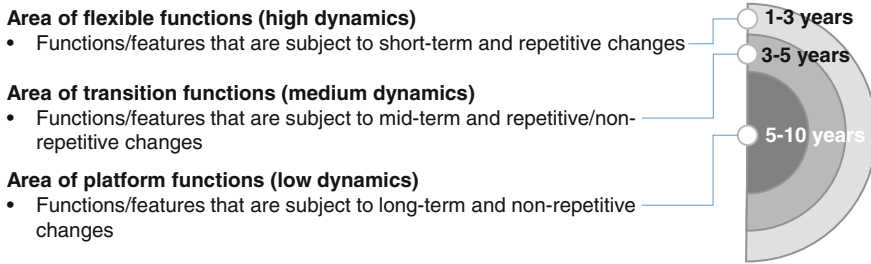 Area of flexible functions (high dynamics)
• Functions/features that are subject to short-term and repetitive changes
Area of transition functions (medium dynamics)
• Functions/features that are subject to mid-term and repetitive/non-
repetitive changes
Area of platform functions (low dynamics)
• Functions/features that are subject to long-term and non-repetitive
changes
1-3 years
3-5 years
5-10 years